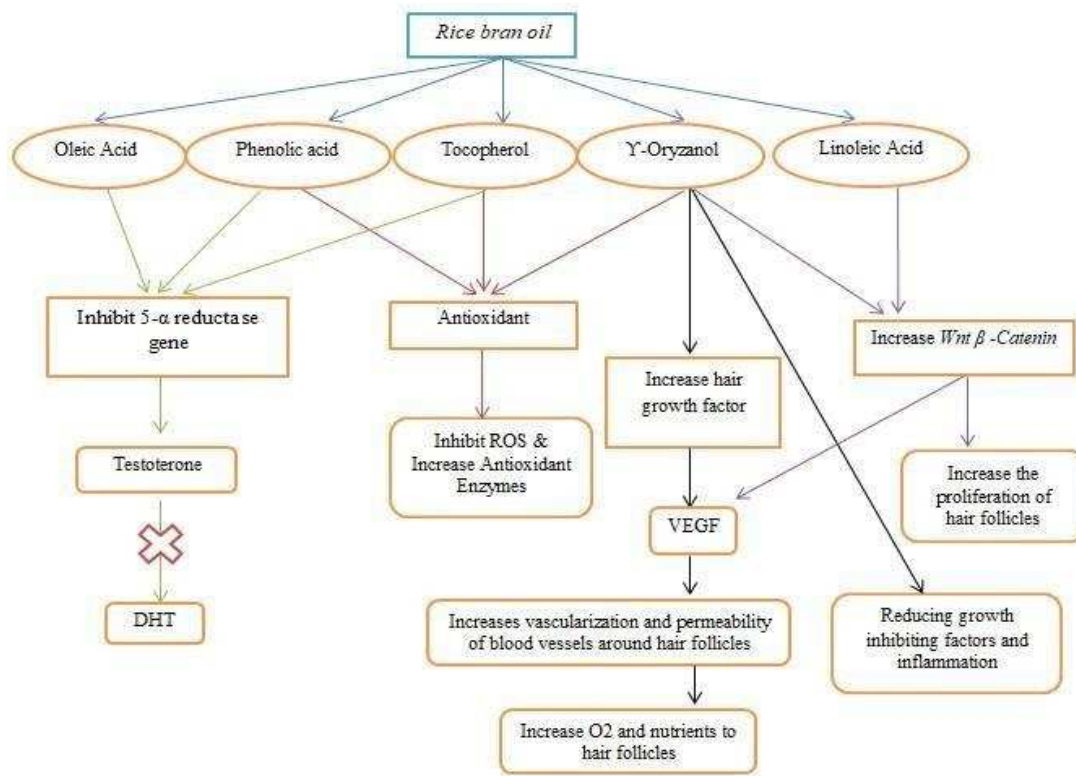 Rice bran oil
Oleic Acid
Phenolic acid
Tocopherol
ϒ-Oryzanol
Linoleic Acid
Inhibit 5-α reductase
gene
Antioxidant
Increase Wnt β -Catenin
Increase hair
growth factor
Testoterone
Inhibit ROS &
Increase Antioxidant
Enzymes
Increase the
proliferation of
hair follicles
VEGF
DHT
Increases vascularization and permeability
of blood vessels around hair follicles
Reducing growth
inhibiting factors and
inflammation
Increase O2 and nutrients to
hair follicles